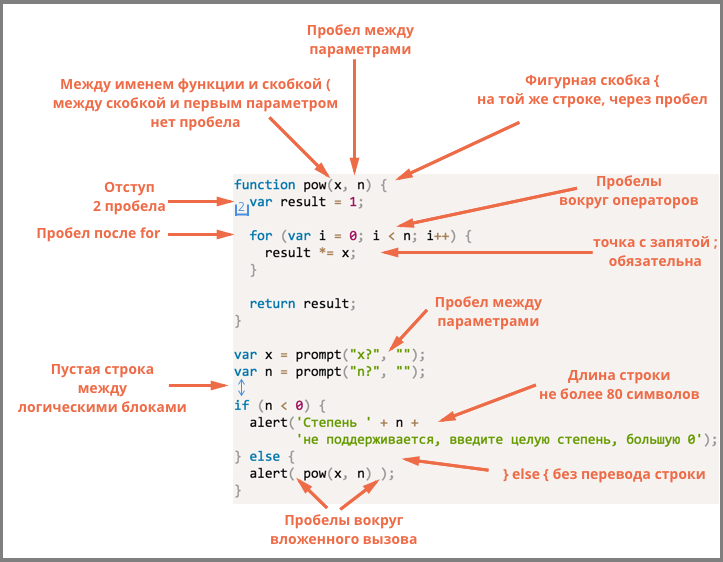 Пробел между
параметрами
Между именем функции и скобкой (
между скобкой и первым параметром
нет пробела
Фигурная скобка {
на той же строке, через пробел
function pow(x, n) {
Отступ
2 пробела
2
var result = 1;
Пробелы
вокруг операторов
Пробел после for
for (var i = 0; i < n; i++) {
result *= x;
точка с запятой ;
обязательна
}
return result;
}
Пробел между
параметрами
var x = prompt("x?", "");
var n = prompt("n?", "");
Пустая строка
между
логическими блоками
Длина строки
не более 80 символов
if (n < 0) {
alert('Степень ' + n +
'не поддерживается, введите целую степень, большую 0');
} else {
alert( pow(x, n) );
}
} else { без перевода строки
Пробелы вокруг
вложенного вызова